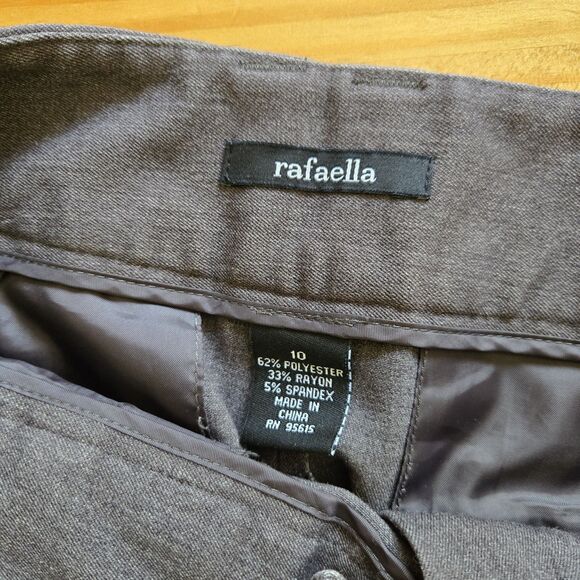 rafaella
10
62% POLYESTER
33% RAYON
5% SPANDEX
MADE IN
CHINA
RN 95615